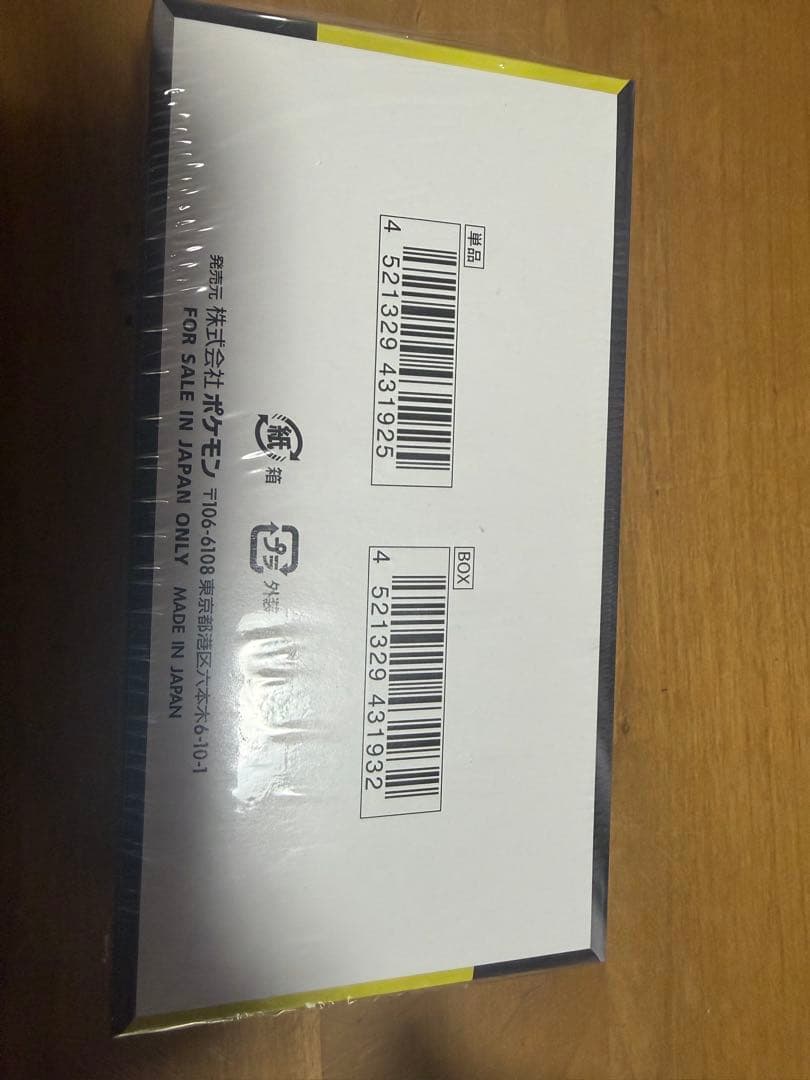 単品
4 521329 431925
BOX
4 521329 431932
紙 箱
プラ 外装
発売元 株式会社 ポケモン 〒106-6108 東京都港区六本木6-10-1
FOR SALE IN JAPAN ONLY MADE IN JAPAN